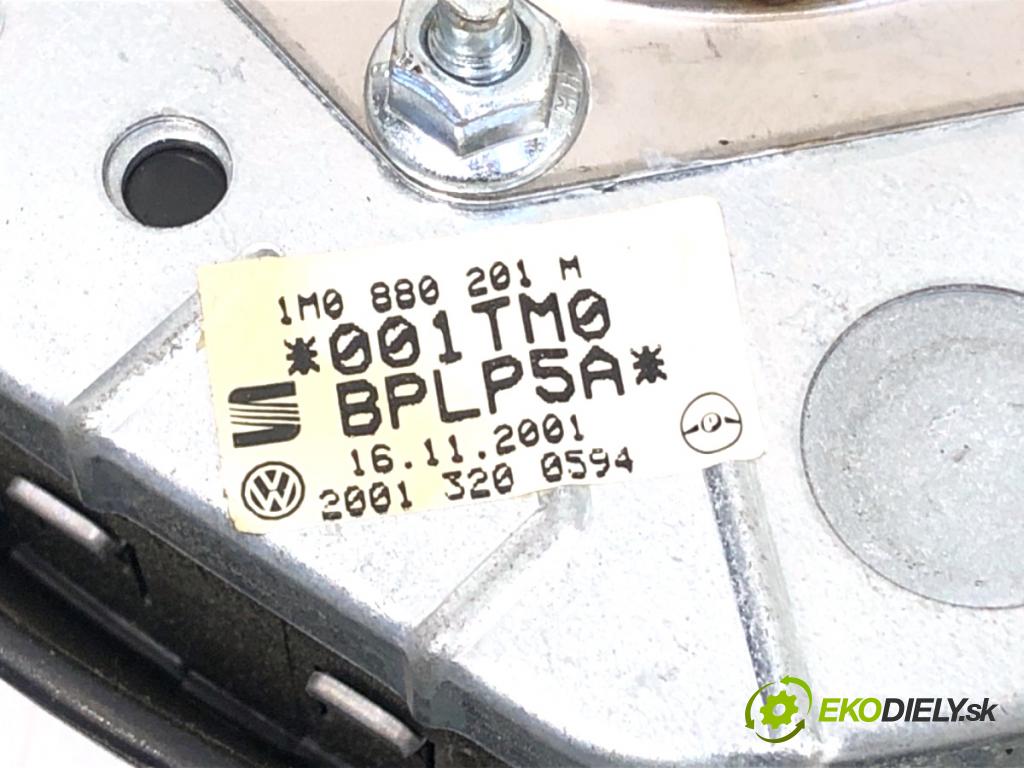 1M0 880 201 M
*001TM0
BPLP5A*
16.11.2001
2001 320 0594
P
EKODIELY.sk